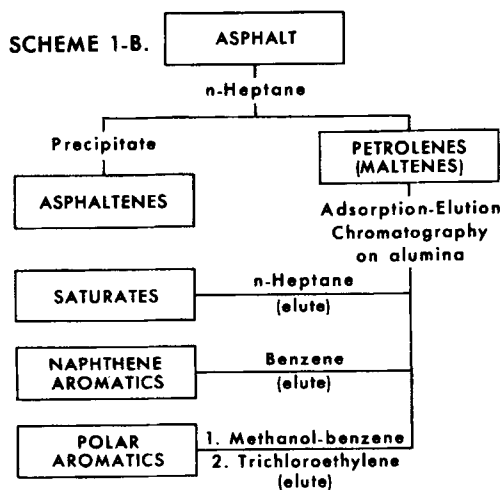 SCHEME 1-B.
ASPHALT
n-Heptane
Precipitate
PETROLENES
(MALTENES)
ASPHALTENES
Adsorption-Elution
Chromatography
on alumina
SATURATES
n-Heptane
(elute)
NAPHTHENE
AROMATICS
Benzene
(elute)
POLAR
AROMATICS
1. Methanol-benzene
2. Trichloroethylene
(elute)